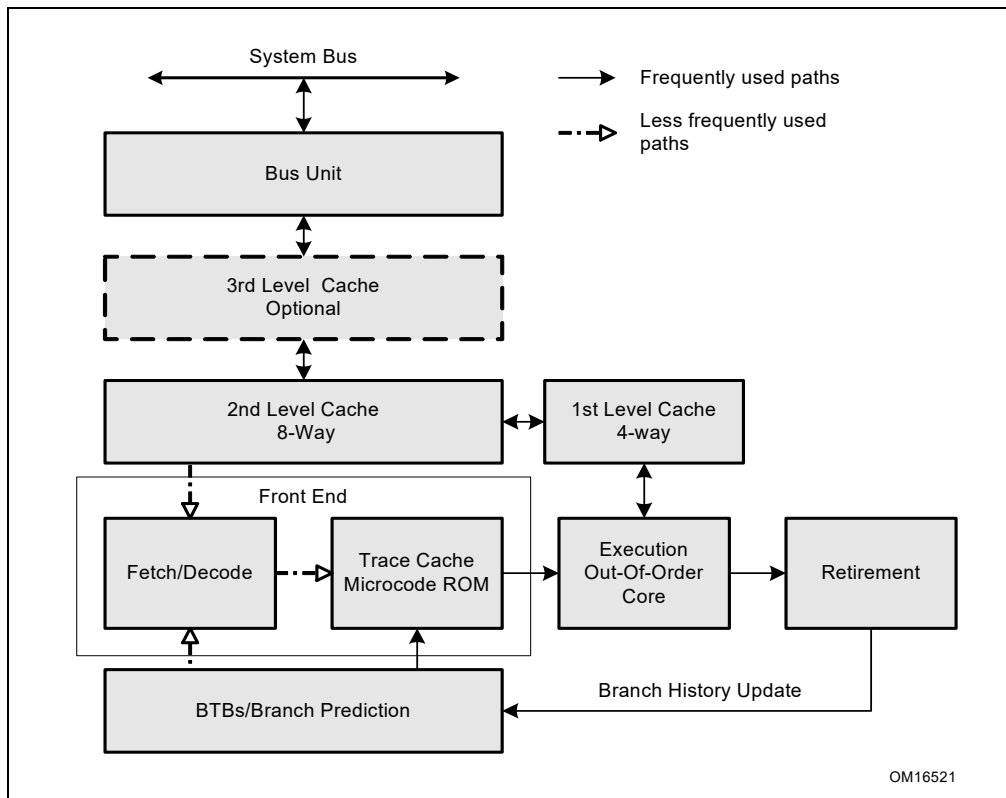 System Bus
Frequently used paths
Less frequently used
paths
Bus Unit
3rd Level Cache
Optional
2nd Level Cache
8-Way
1st Level Cache
4-way
Front End
Fetch/Decode
Trace Cache
Microcode ROM
Execution
Out-Of-Order
Core
Retirement
Branch History Update
BTBs/Branch Prediction
OM16521